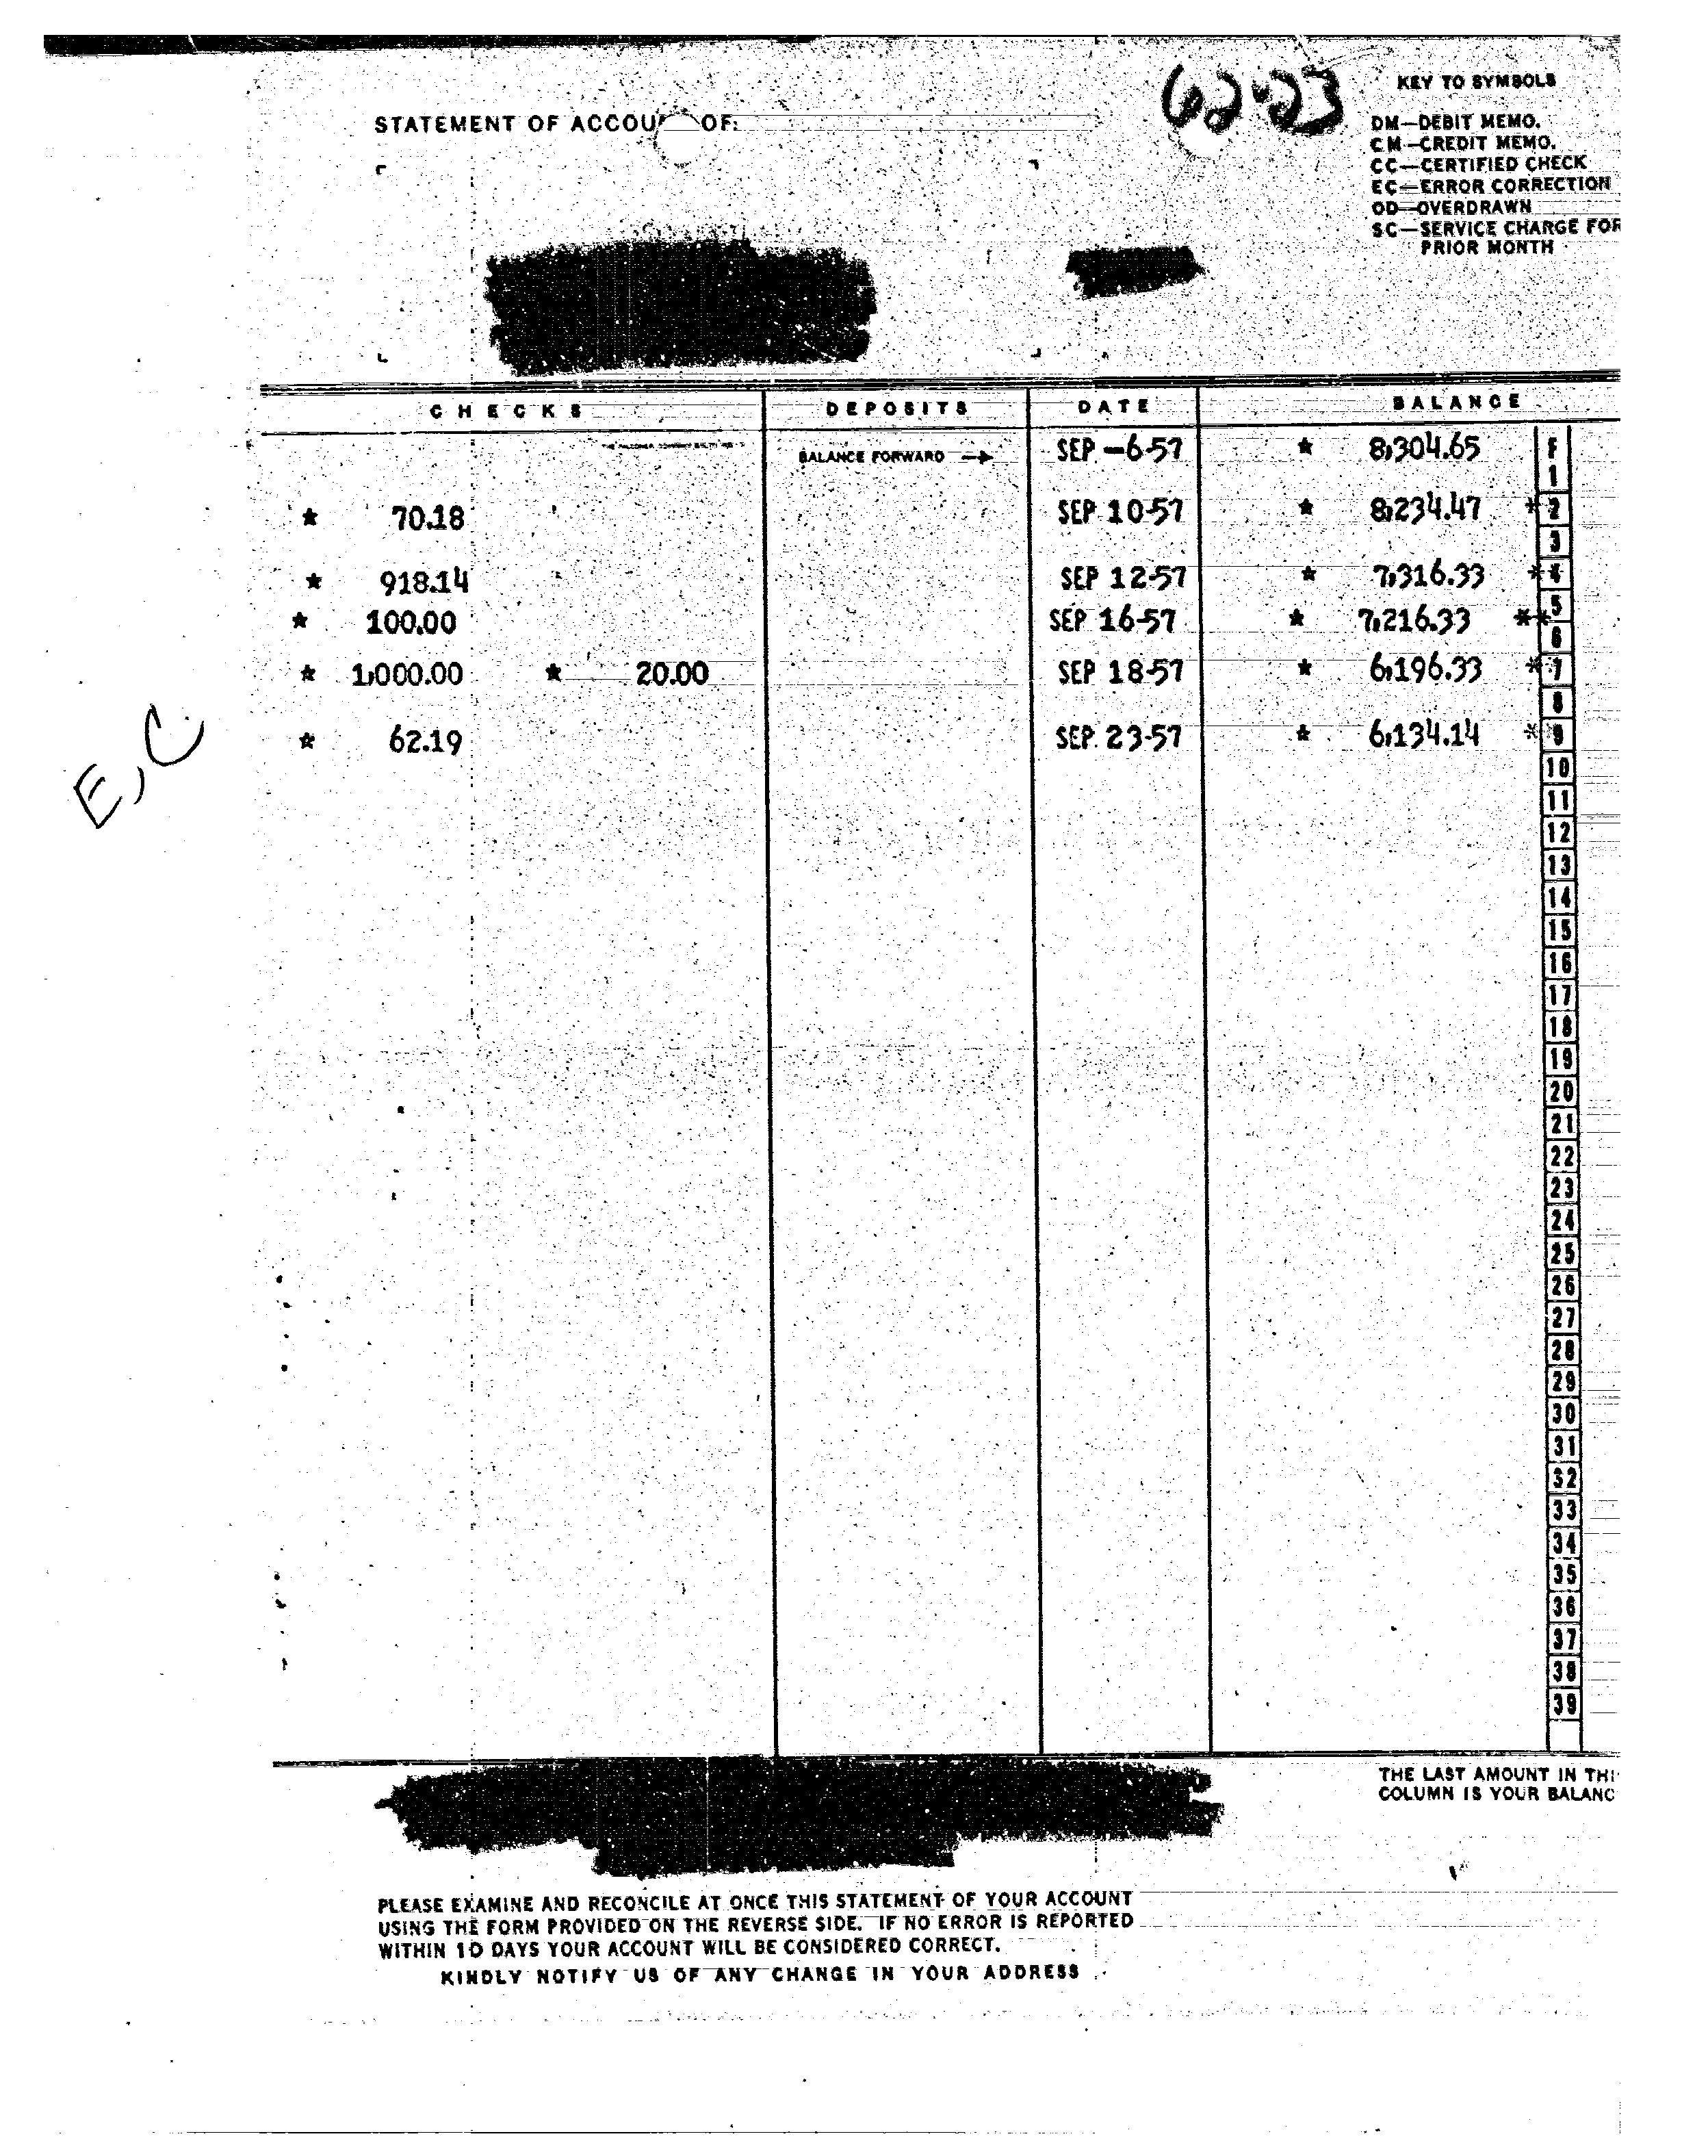 62-23
KEY TO SYMBOLS
STATEMENT OF ACCOU OF:
DM—DEBIT MEMO.
CM—CREDIT MEMO.
CC—CERTIFIED CHECK
EC—ERROR CORRECTION
OD—OVERDRAWN
SC—SERVICE CHARGE FOR
PRIOR MONTH
CHECKS DEPOSITS DATE BALANCE
BALANCE FORWARD → SEP -6-57 * 8,304.65 F
1
* 70.18 SEP 10-57 * 8,234.47 * 2
3
* 918.14 SEP 12-57 * 7,316.33 * 4
* 100.00 SEP 16-57 * 7,216.33 ** 5
6
* 1,000.00 * 20.00 SEP 18-57 * 6,196.33 * 7
8
* 62.19 SEP 23-57 * 6,134.14 * 9
E,C
10
11
12
13
14
15
16
17
18
19
20
21
22
23
24
25
26
27
28
29
30
31
32
33
34
35
36
37
38
39
THE LAST AMOUNT IN THI
COLUMN IS YOUR BALANC
PLEASE EXAMINE AND RECONCILE AT ONCE THIS STATEMENT OF YOUR ACCOUNT
USING THE FORM PROVIDED ON THE REVERSE SIDE. IF NO ERROR IS REPORTED
WITHIN 10 DAYS YOUR ACCOUNT WILL BE CONSIDERED CORRECT.
KINDLY NOTIFY US OF ANY CHANGE IN YOUR ADDRESS